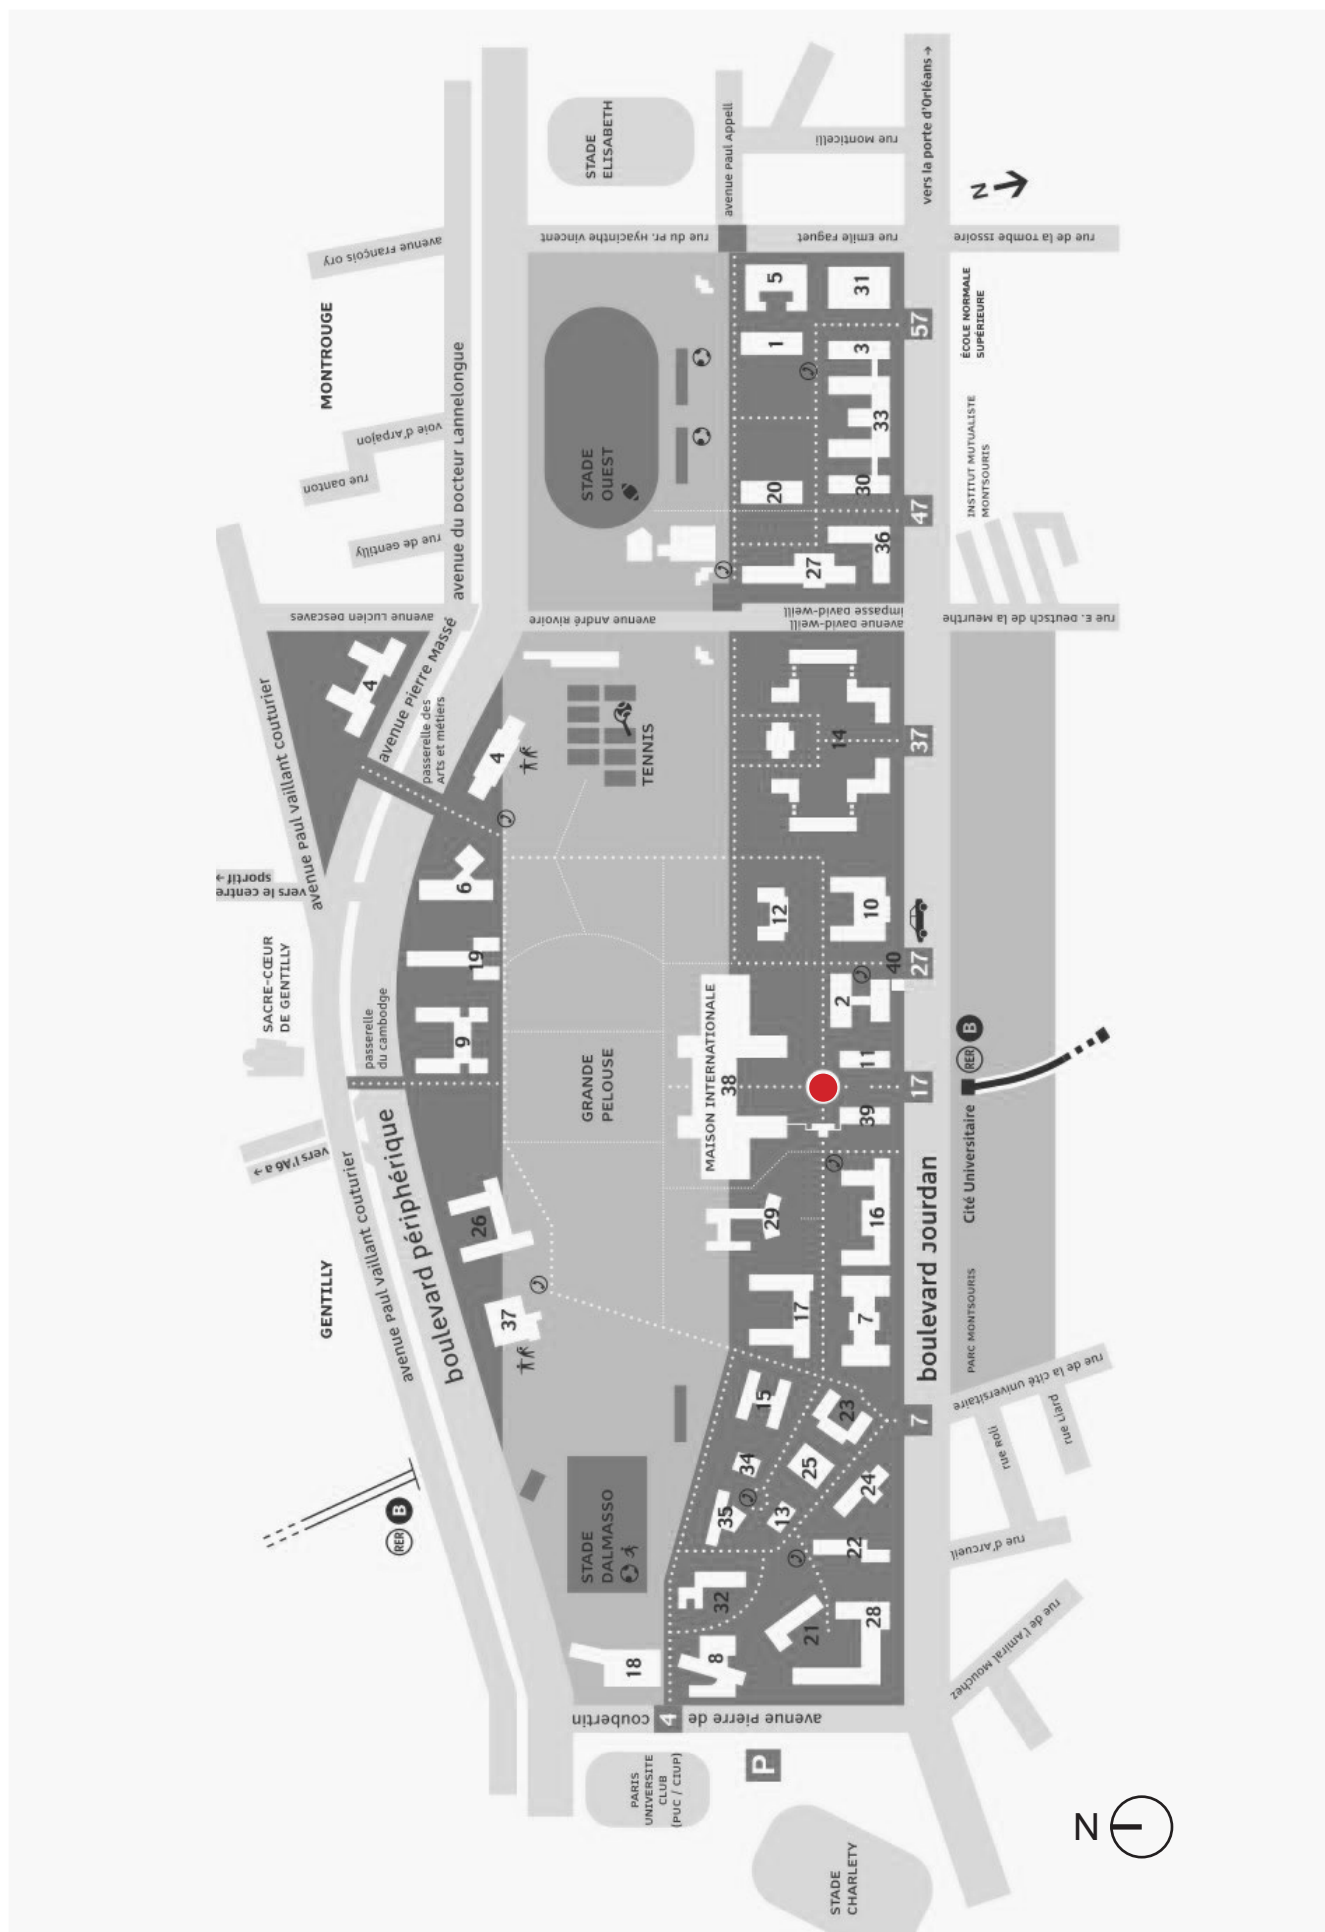 vers la porte d'Orléans →
avenue Paul Appell
rue Monticelli
STADE
ELISABETH
N
rue de la Tombe Issoire
rue Emile Faguet
rue du Pr. Hyacinthe Vincent
avenue François Ory
MONTROUGE
avenue du Docteur Lannelongue
voie d'Arpajon
rue Danton
rue de Gentilly
avenue Lucien Descaves
avenue Pierre Massé
avenue Paul Vaillant Couturier
passerelle des
Arts et métiers
avenue André Rivoire
impasse David-Weill
avenue David-Weill
rue E. Deutsch de la Meurthe
ÉCOLE NORMALE
SUPÉRIEURE
INSTITUT MUTUALISTE
MONTSOURIS
STADE
OUEST
5
31
57
1
3
33
20
30
47
36
27
4
4
TENNIS
14
37
vers le centre
sportif →
6
12
10
19
40
27
SACRE-CŒUR
DE GENTILLY
passerelle
du Cambodge
9
2
11
MAISON INTERNATIONALE
38
GRANDE
PELOUSE
39
17
RER B
Cité Universitaire
vers l'A6 a →
avenue Paul Vaillant Couturier
boulevard périphérique
GENTILLY
26
37
29
16
17
7
boulevard Jourdan
PARC MONTSOURIS
rue de la cité universitaire
rue Liard
rue Roli
rue d'Arcueil
rue de l'Amiral Mouchez
7
15
23
34
25
24
35
13
22
32
21
28
8
18
RER B
STADE
DALMASSO
4
avenue Pierre de
Coubertin
PARIS
UNIVERSITE
CLUB
(PUC / CIUP)
P
STADE
CHARLETY
N